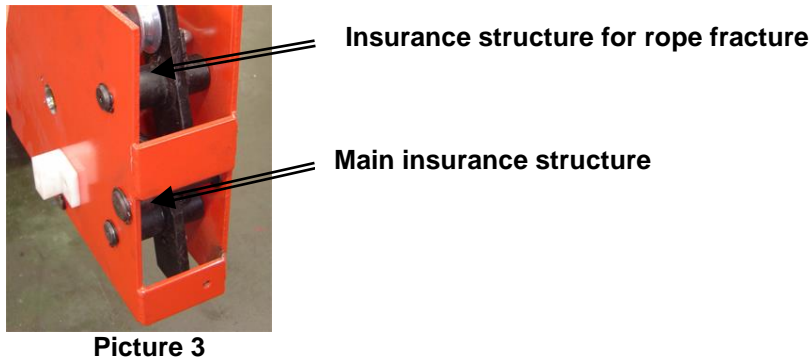 Insurance structure for rope fracture
Main insurance structure
Picture 3